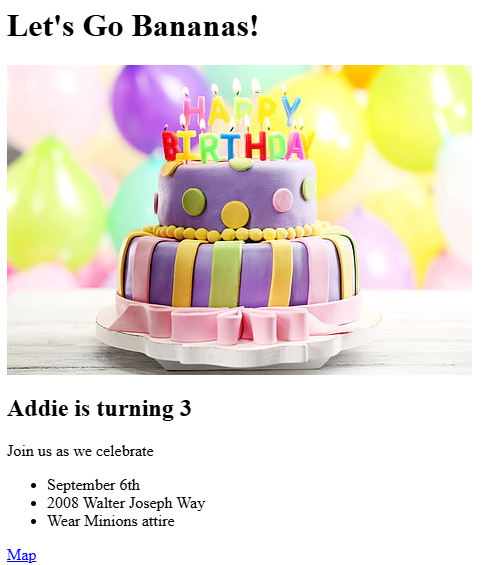 Let's Go Bananas!
HAPPY
BIRTHDAY
Addie is turning 3
Join us as we celebrate
September 6th
2008 Walter Joseph Way
Wear Minions attire
Map